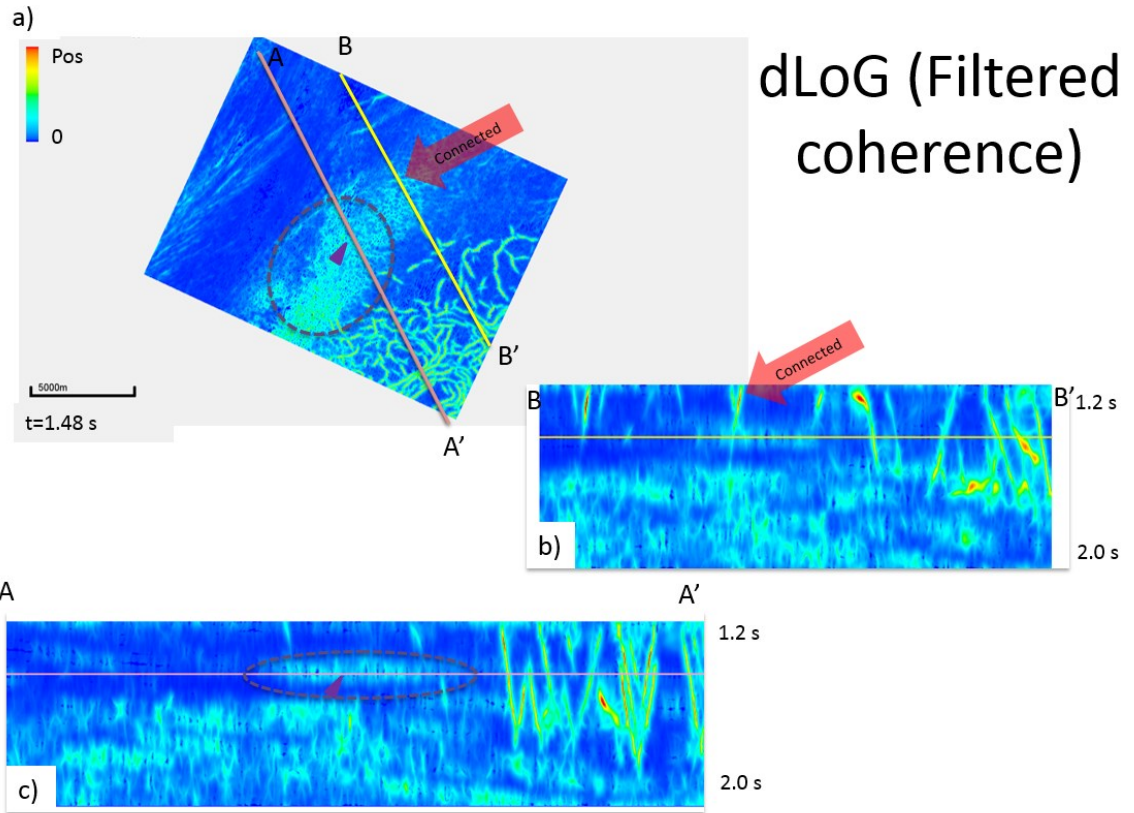 a)
Pos
0
A
B
Connected
B'
A'
5000m
t=1.48 s
dLoG (Filtered
coherence)
Connected
B
B'
1.2 s
b)
2.0 s
A
A'
1.2 s
c)
2.0 s